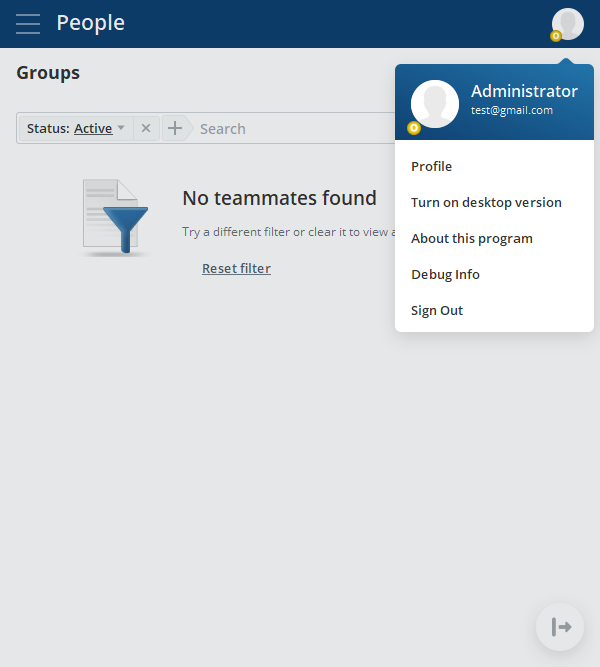 People
Groups
Status: Active
Search
No teammates found
Try a different filter or clear it to view
Reset filter
Administrator
test@gmail.com
Profile
Turn on desktop version
About this program
Debug Info
Sign Out